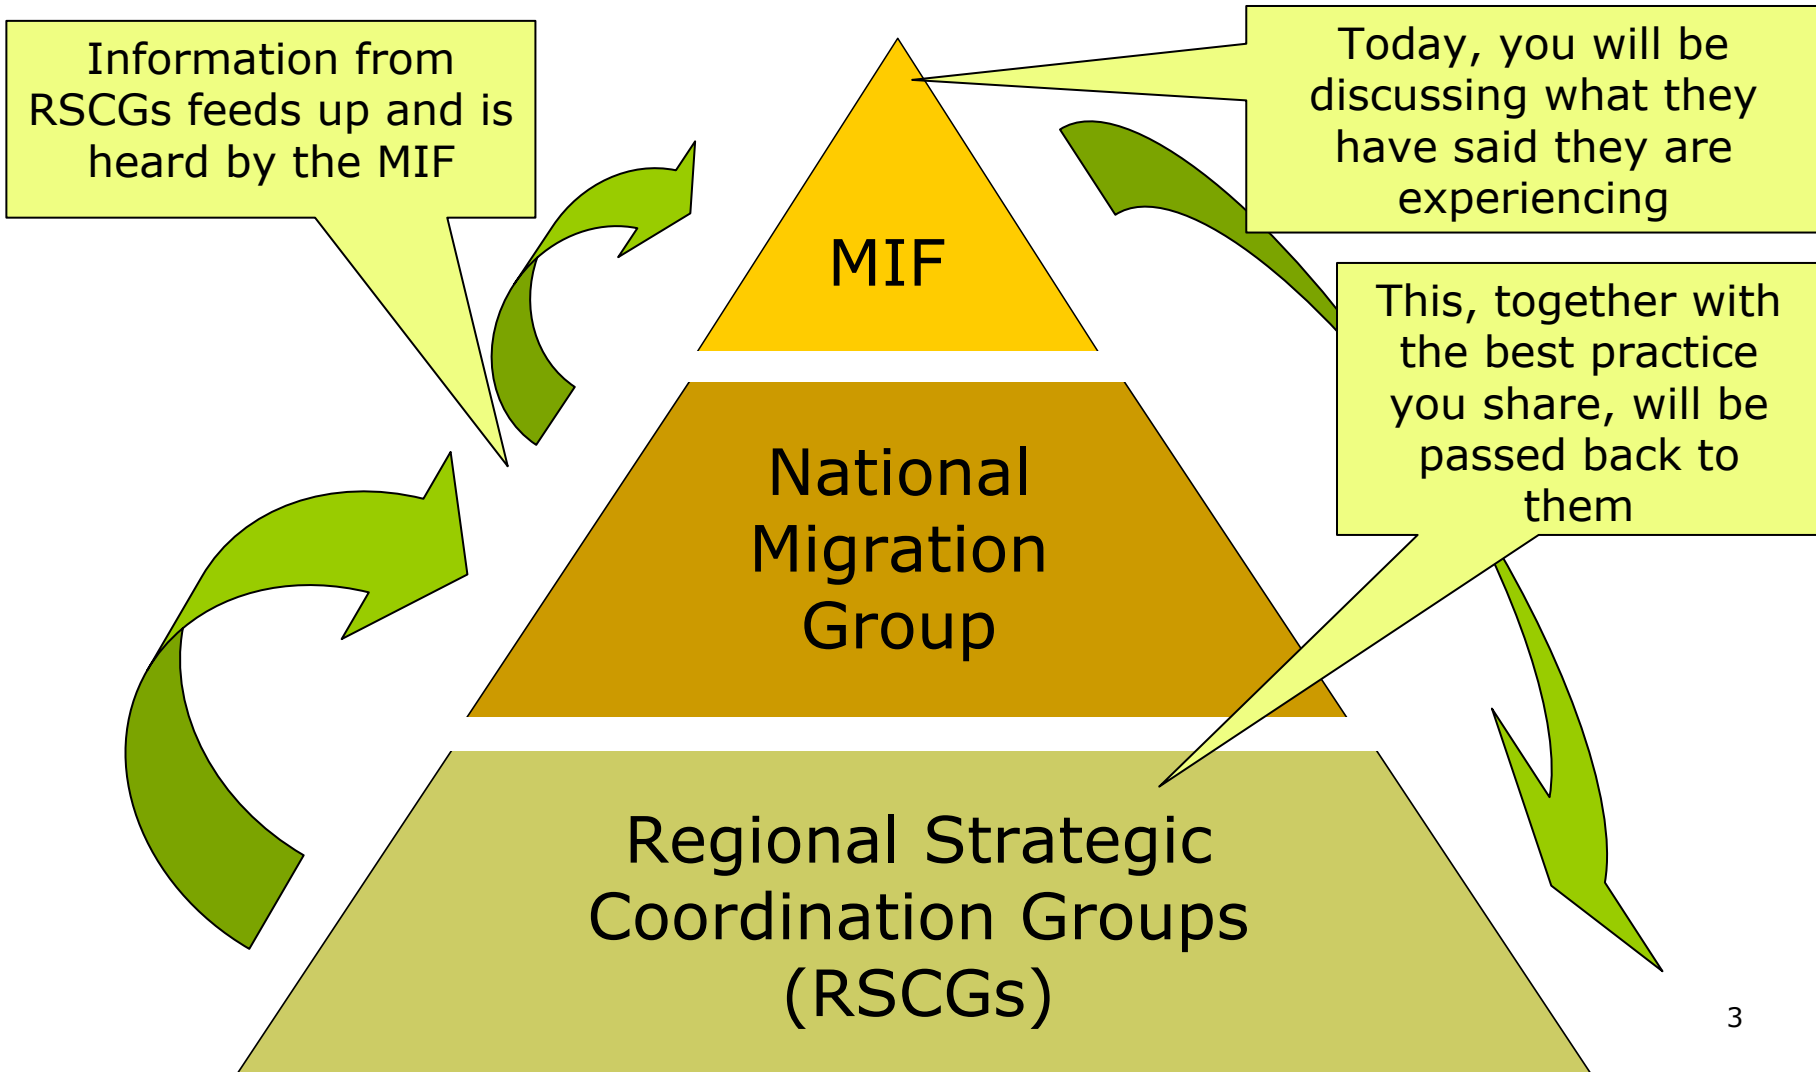 Information from
RSCGs feeds up and is
heard by the MIF
Today, you will be
discussing what they
have said they are
experiencing
MIF
This, together with
the best practice
you share, will be
passed back to
them
National
Migration
Group
Regional Strategic
Coordination Groups
(RSCGs)
3